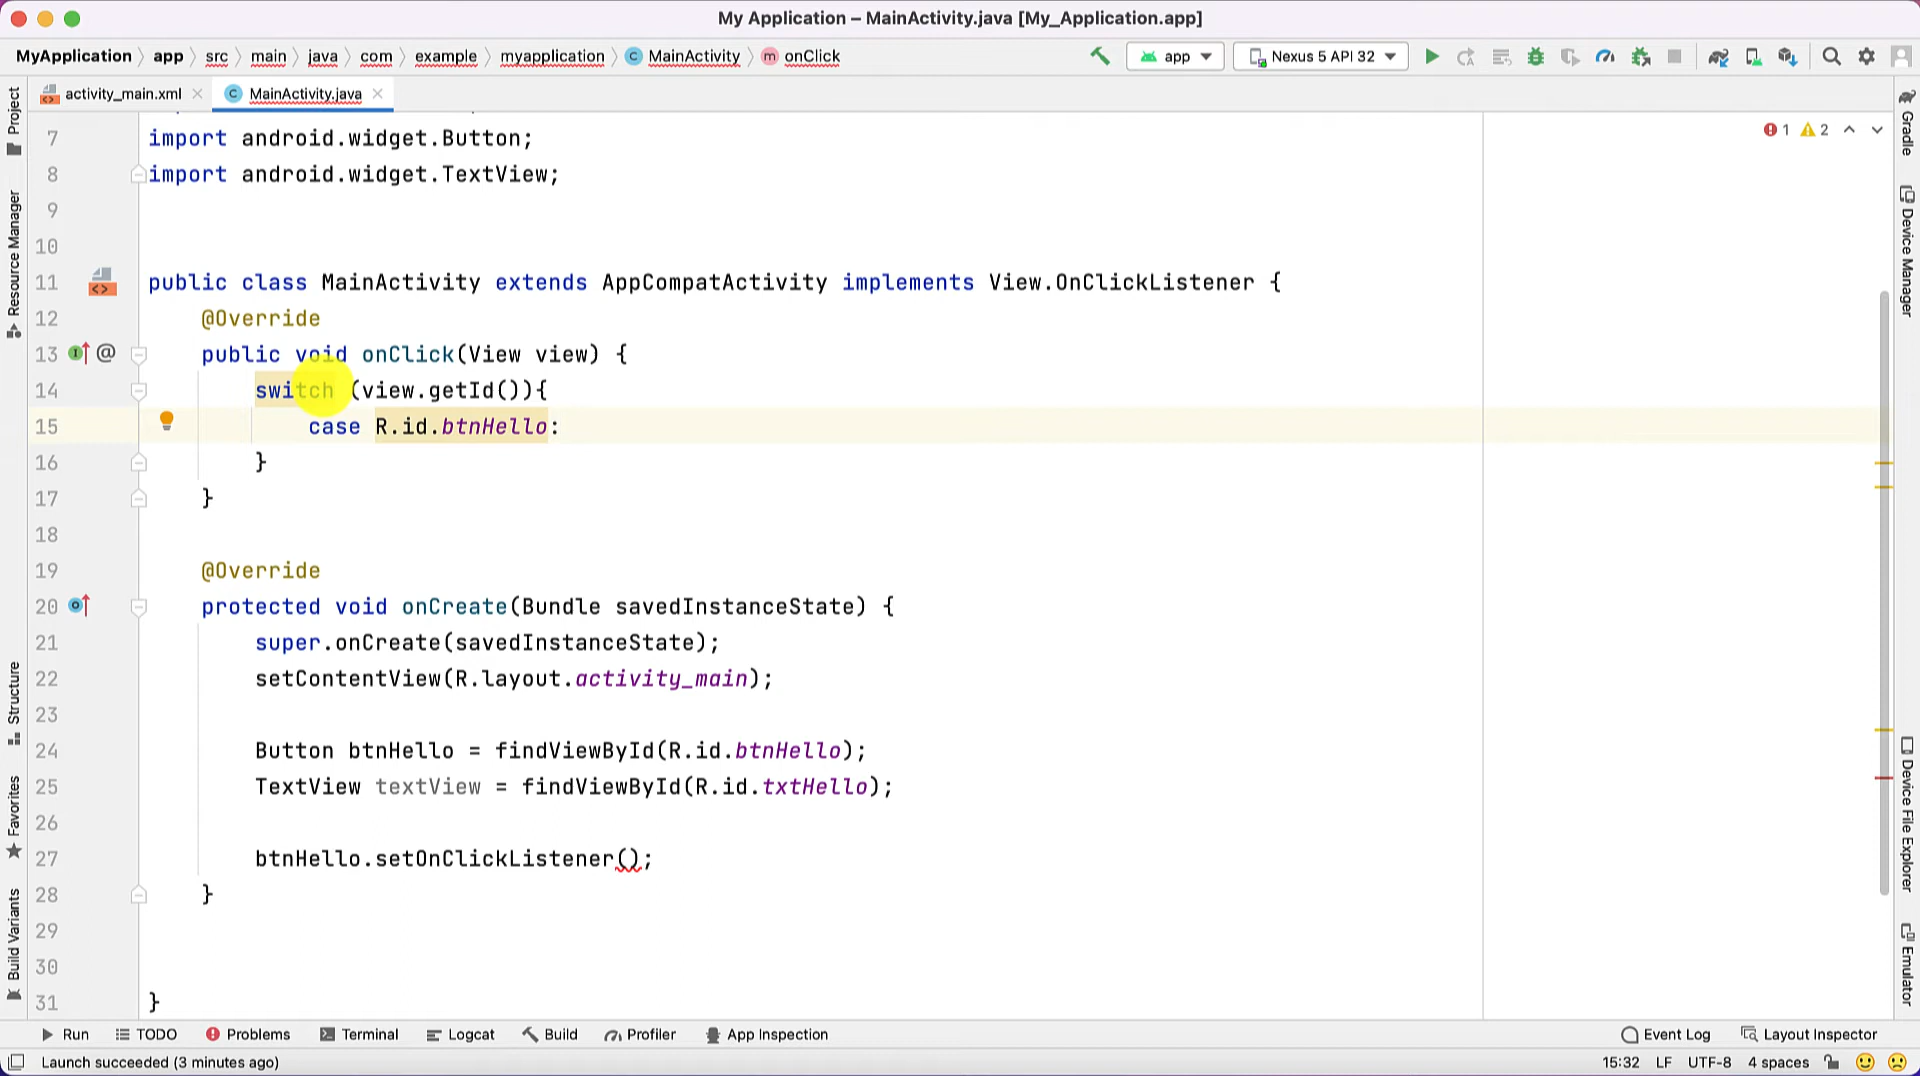 My Application – MainActivity.java [My_Application.app]
MyApplication app src main java com example myapplication C MainActivity m onClick
app Nexus 5 API 32
activity_main.xml C MainActivity.java
1 2
7 import android.widget.Button;
8 import android.widget.TextView;
9
10
11 public class MainActivity extends AppCompatActivity implements View.OnClickListener {
12 @Override
13 public void onClick(View view) {
14 switch (view.getId()){
15 case R.id.btnHello:
16 }
17 }
18
19 @Override
20 protected void onCreate(Bundle savedInstanceState) {
21 super.onCreate(savedInstanceState);
22 setContentView(R.layout.activity_main);
23
24 Button btnHello = findViewById(R.id.btnHello);
25 TextView textView = findViewById(R.id.txtHello);
26
27 btnHello.setOnClickListener();
28 }
29
30
31 }
Project
Resource Manager
Structure
Favorites
Build Variants
Gradle
Device Manager
Device File Explorer
Emulator
Run TODO Problems Terminal Logcat Build Profiler App Inspection Event Log Layout Inspector
Launch succeeded (3 minutes ago) 15:32 LF UTF-8 4 spaces